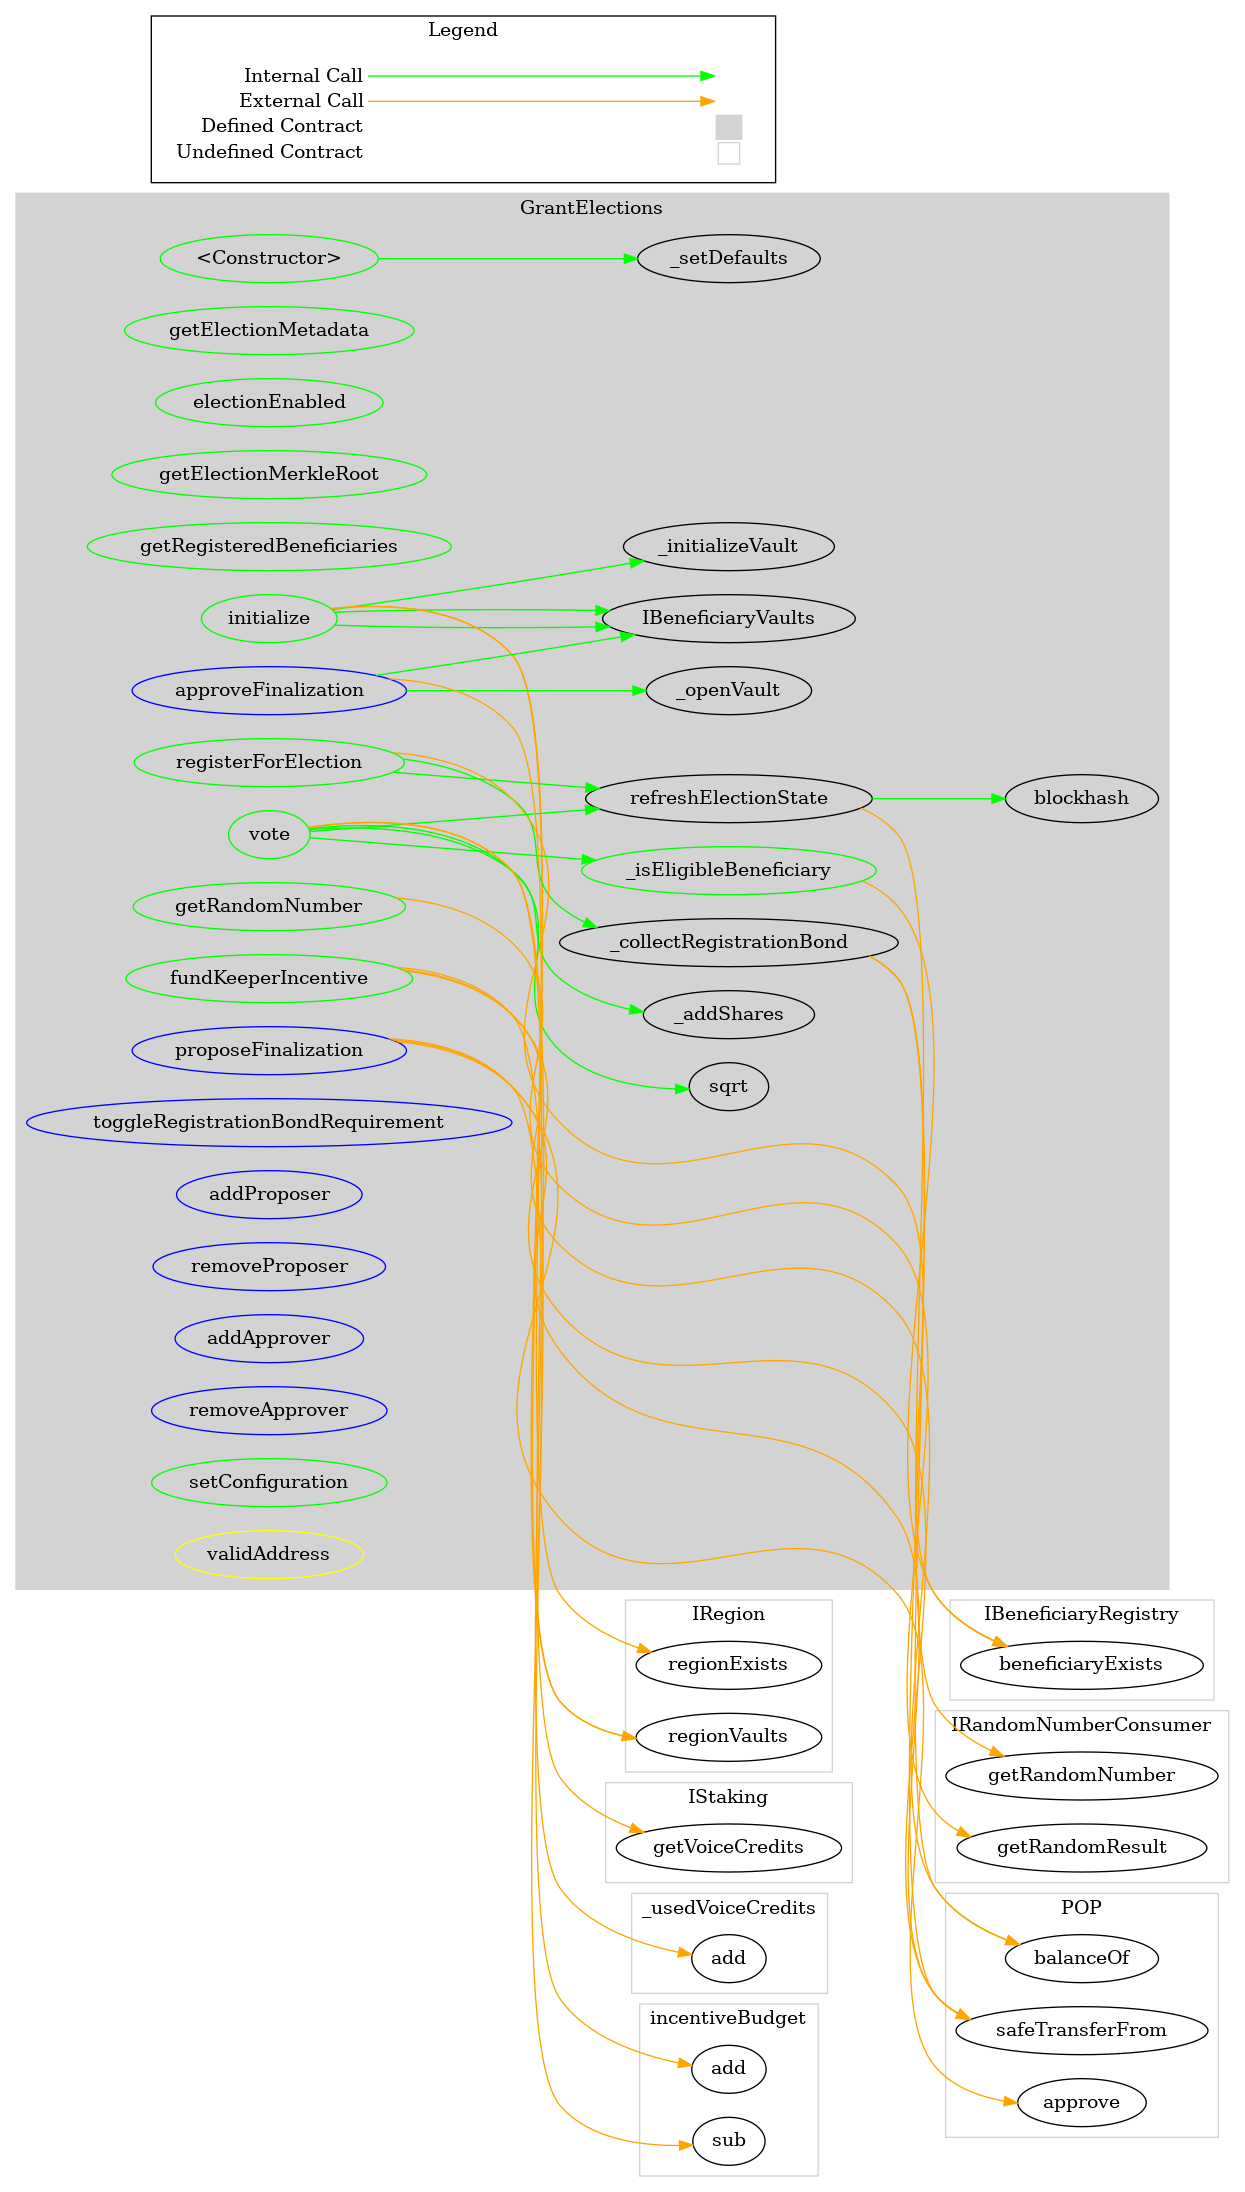 Legend
Internal Call
External Call
Defined Contract
Undefined Contract
GrantElections
<Constructor>
_setDefaults
getElectionMetadata
electionEnabled
getElectionMerkleRoot
getRegisteredBeneficiaries
_initializeVault
initialize
IBeneficiaryVaults
approveFinalization
_openVault
registerForElection
refreshElectionState
blockhash
vote
_isEligibleBeneficiary
getRandomNumber
_collectRegistrationBond
fundKeeperIncentive
_addShares
proposeFinalization
sqrt
toggleRegistrationBondRequirement
addProposer
removeProposer
addApprover
removeApprover
setConfiguration
validAddress
IRegion
regionExists
regionVaults
IBeneficiaryRegistry
beneficiaryExists
IRandomNumberConsumer
getRandomNumber
getRandomResult
IStaking
getVoiceCredits
_usedVoiceCredits
add
POP
balanceOf
safeTransferFrom
approve
incentiveBudget
add
sub